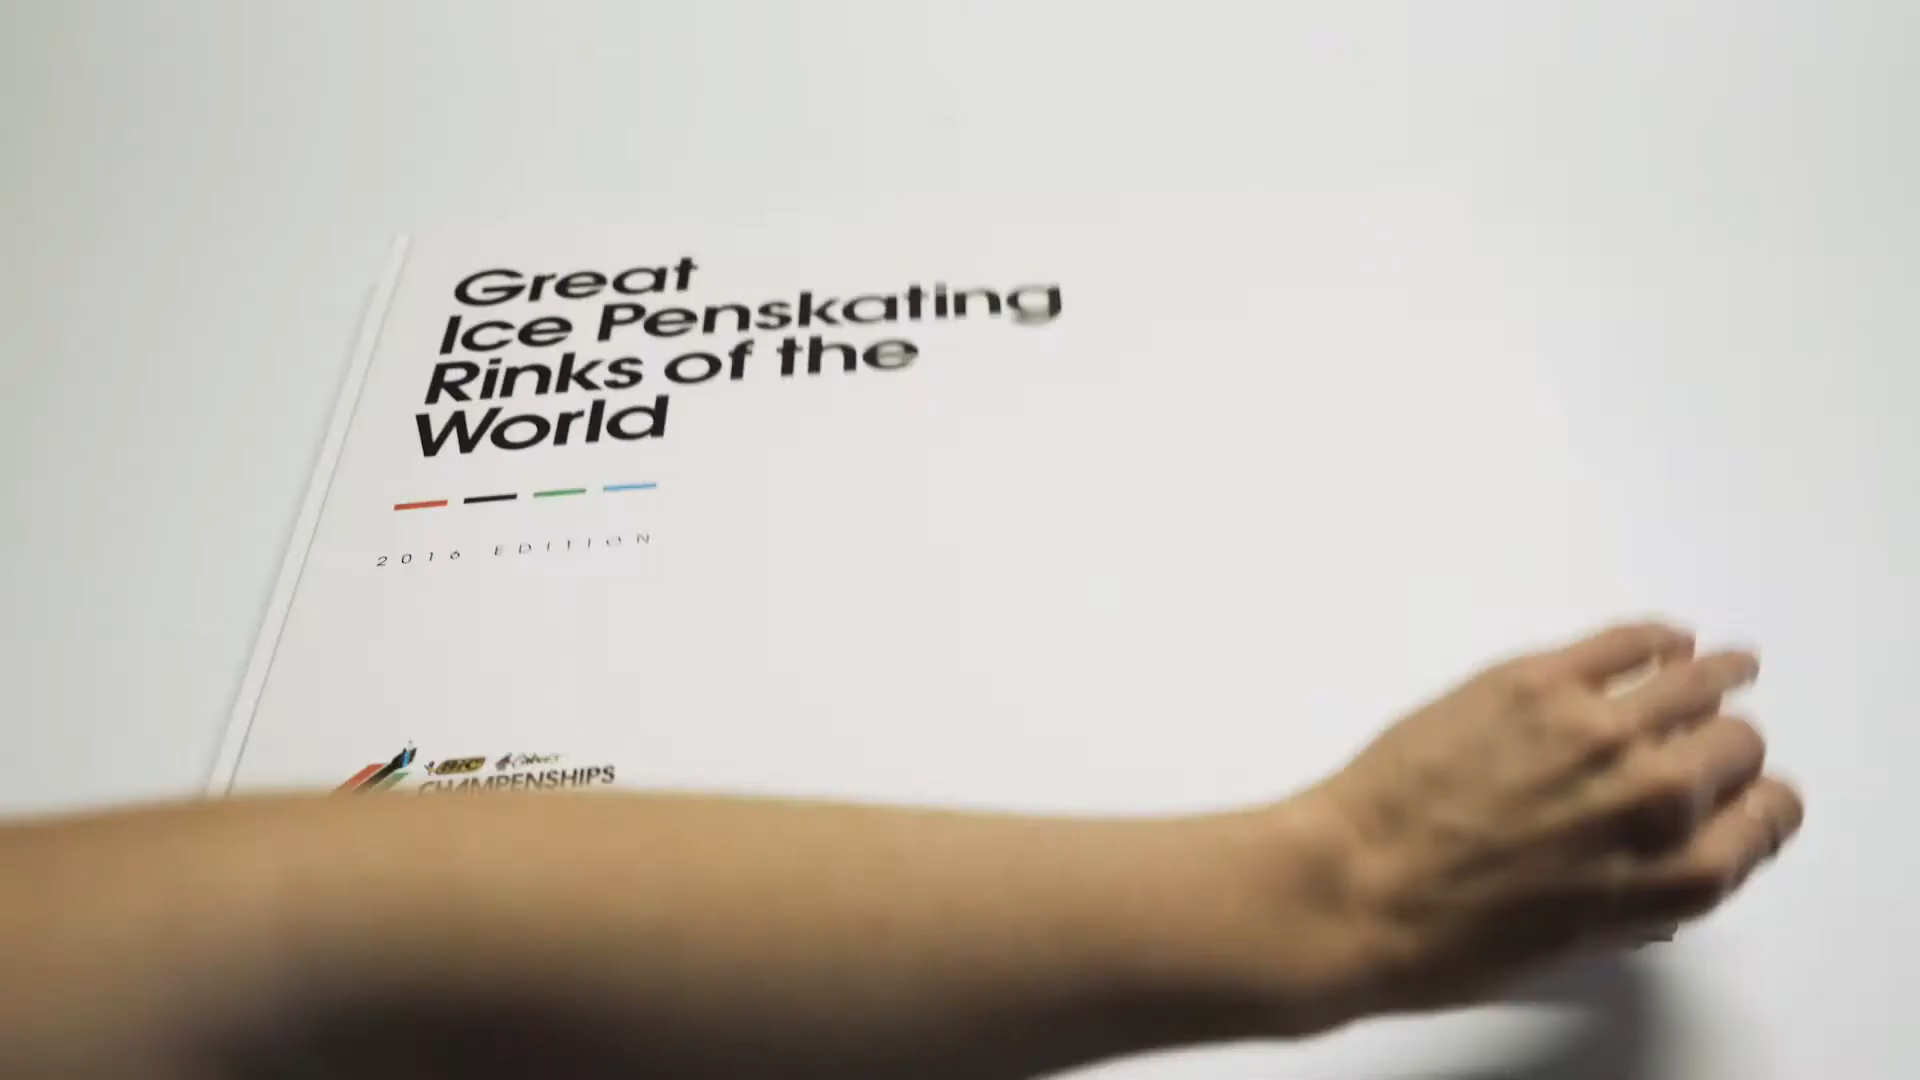 Great
Ice Penskating
Rinks of the
World
2016 EDITION
BIC
CHAMPENSHIPS